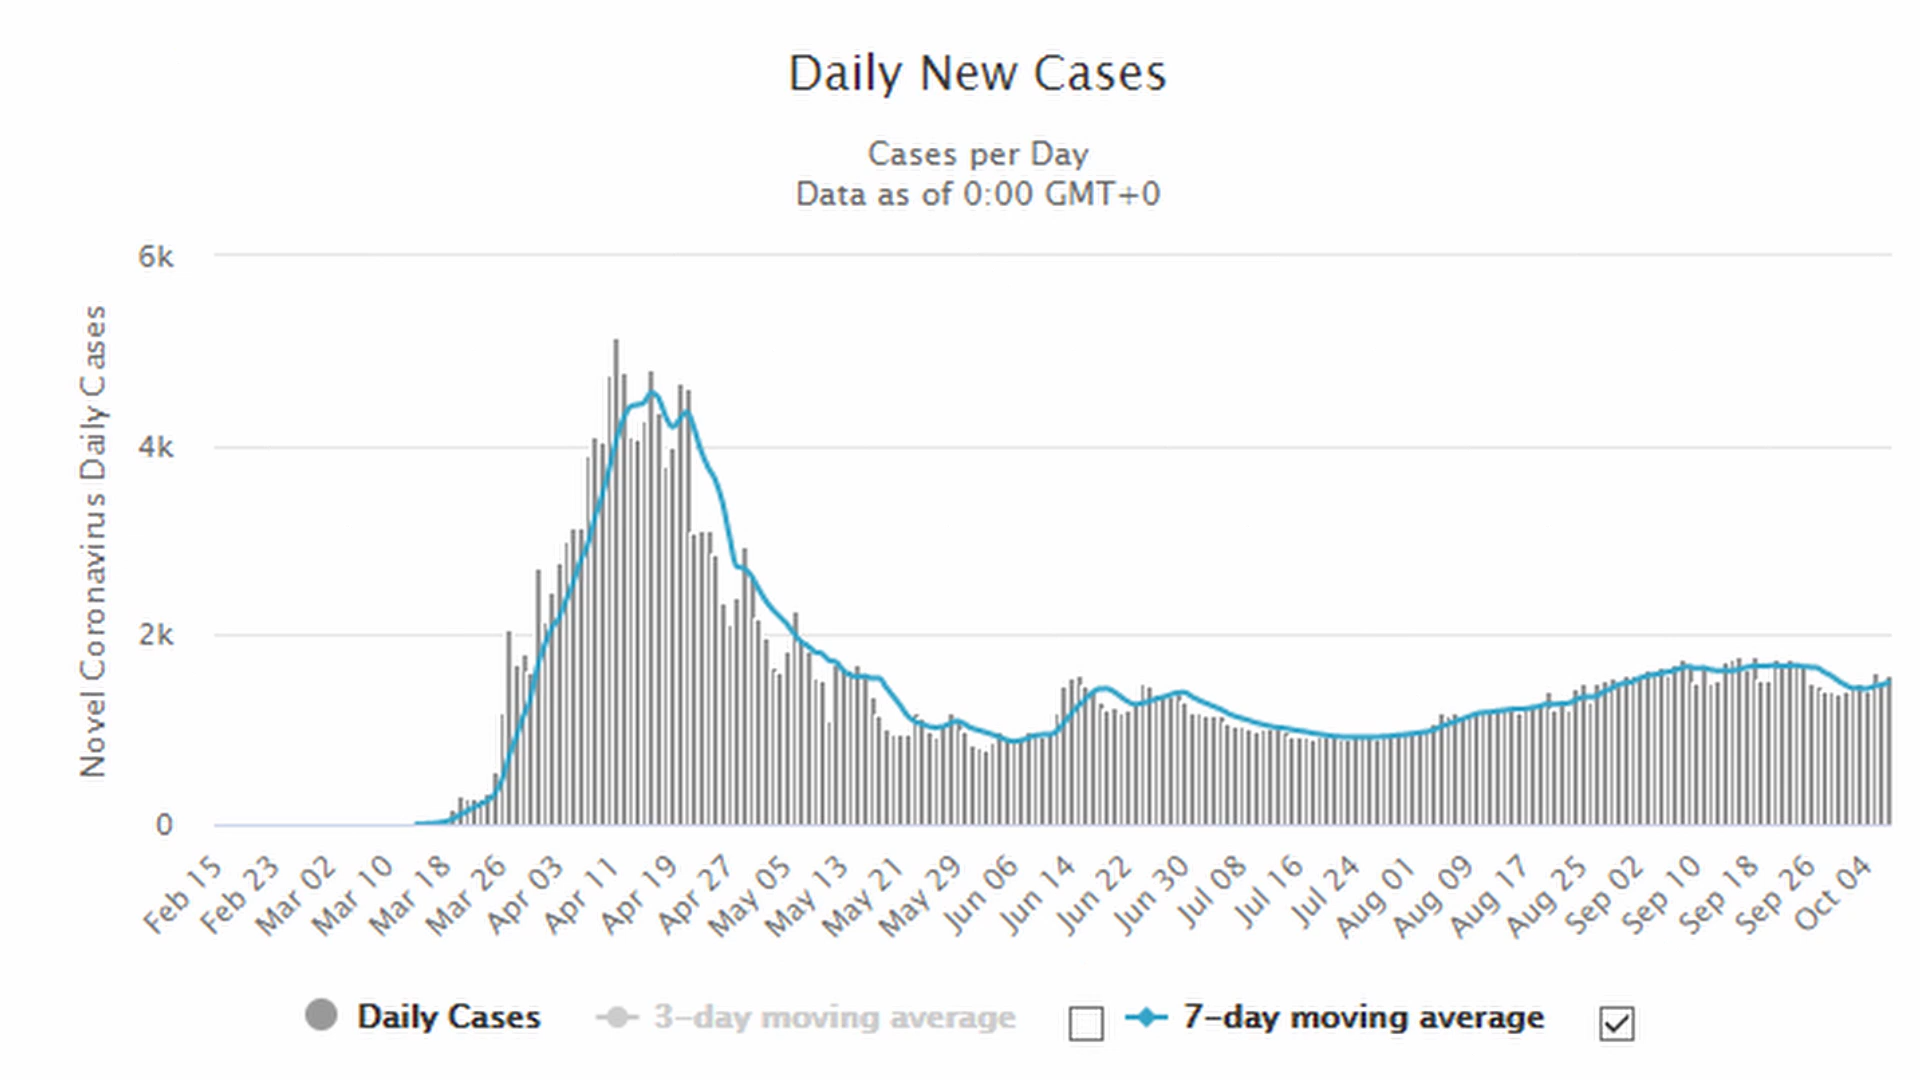 Daily New Cases
Cases per Day
Data as of 0:00 GMT+0
Novel Coronavirus Daily Cases
6k
4k
2k
0
Feb 15
Feb 23
Mar 02
Mar 10
Mar 18
Mar 26
Apr 03
Apr 11
Apr 19
Apr 27
May 05
May 13
May 21
May 29
Jun 06
Jun 14
Jun 22
Jun 30
Jul 08
Jul 16
Jul 24
Aug 01
Aug 09
Aug 17
Aug 25
Sep 02
Sep 10
Sep 18
Sep 26
Oct 04
Daily Cases 3-day moving average 7-day moving average